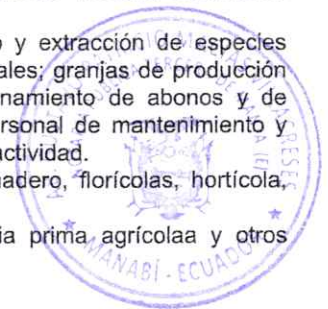 y extracción de especies
ales; granjas de producción
namiento de abonos y de
rsonal de mantenimiento y
actividad.
adero, florícolas, hortícola,
ia prima agrícolaa y otros
MANABÍ - ECUADOR